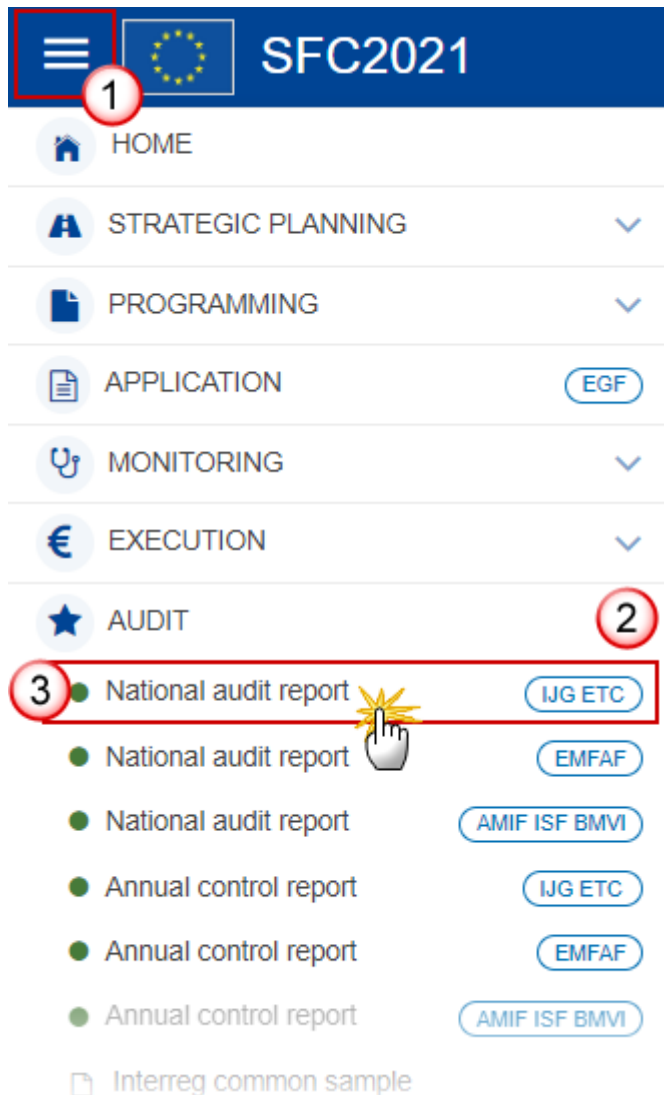 SFC2021
1
HOME
STRATEGIC PLANNING
PROGRAMMING
APPLICATION EGF
MONITORING
€ EXECUTION
AUDIT 2
3 National audit report IJG ETC
National audit report EMFAF
National audit report AMIF ISF BMVI
Annual control report IJG ETC
Annual control report EMFAF
Annual control report AMIF ISF BMVI
Interreg common sample